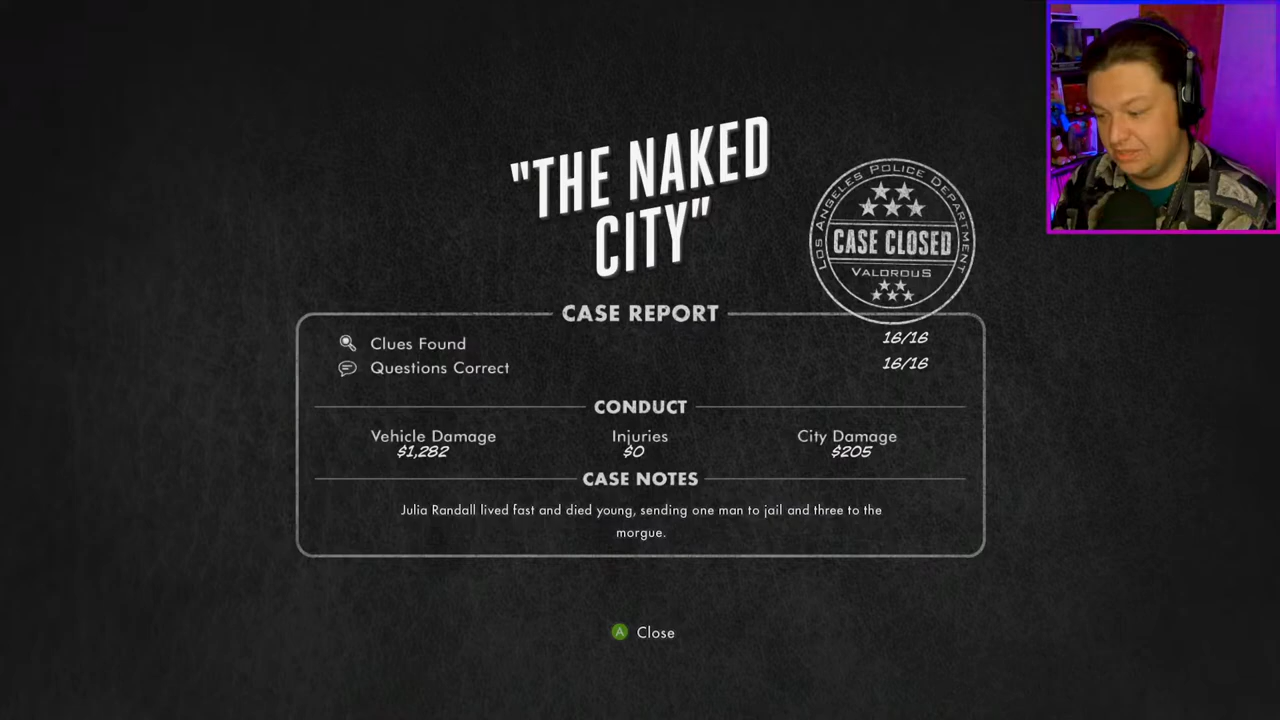 "THE NAKED
CITY"
LOS ANGELES POLICE DEPARTMENT
CASE CLOSED
VALOROUS
CASE REPORT
Clues Found 16/16
Questions Correct 16/16
CONDUCT
Vehicle Damage Injuries City Damage
$1,282 $0 $205
CASE NOTES
Julia Randall lived fast and died young, sending one man to jail and three to the
morgue.
A Close